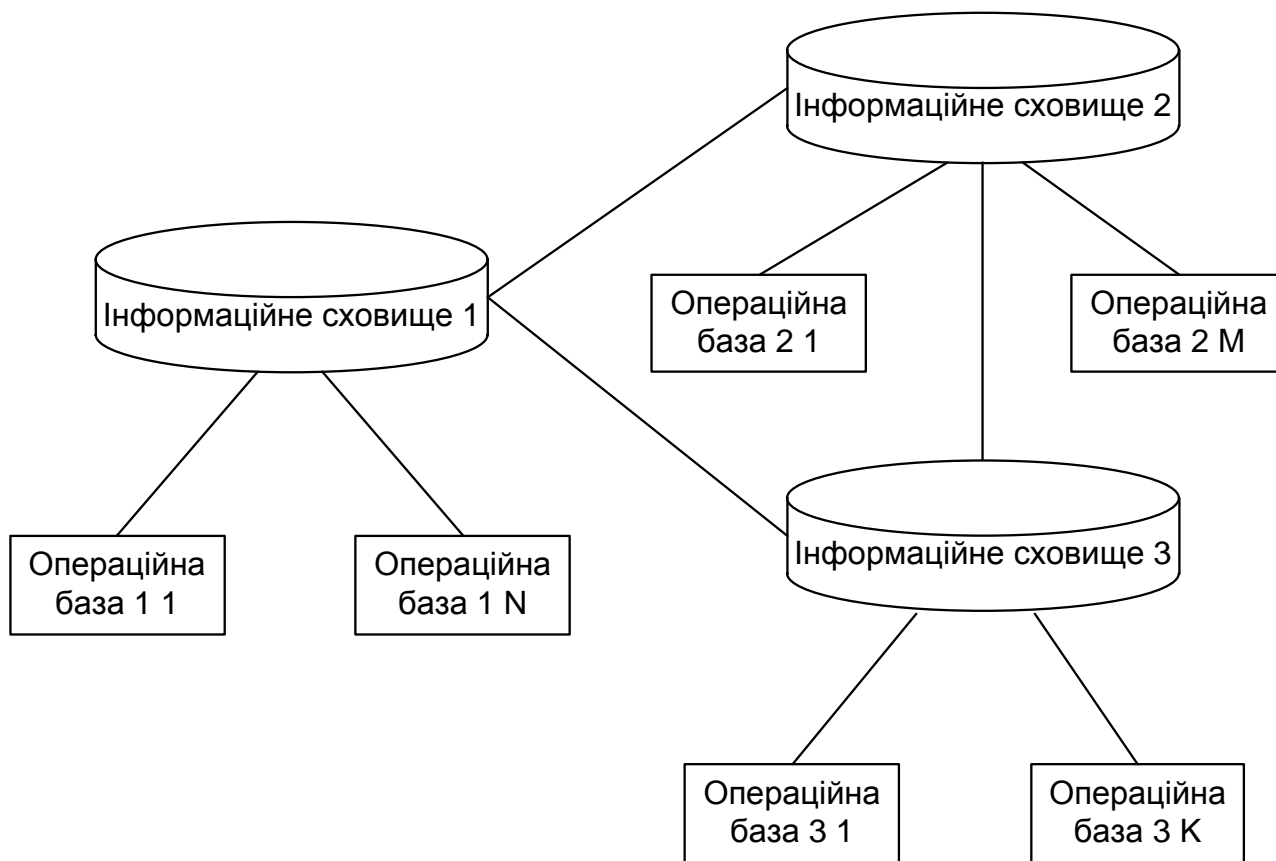 Інформаційне сховище 2
Інформаційне сховище 1
Операційна
база 2 1
Операційна
база 2 M
Операційна
база 1 1
Операційна
база 1 N
Інформаційне сховище 3
Операційна
база 3 1
Операційна
база 3 K